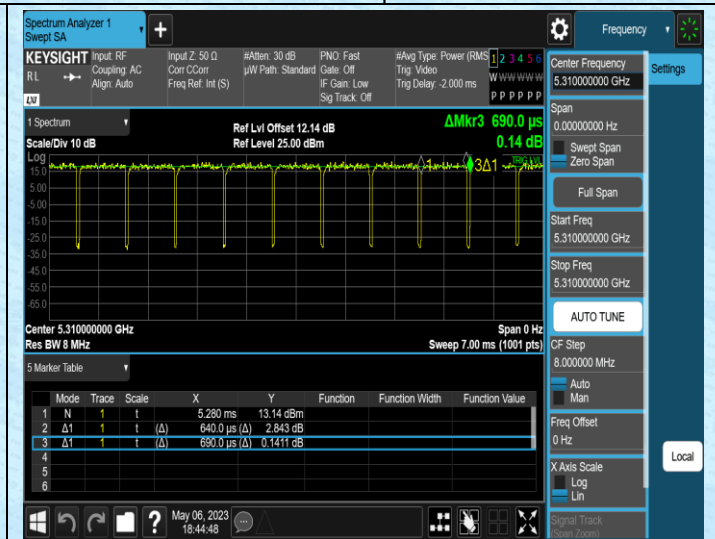 Spectrum Analyzer 1
Swept SA
Frequency
KEYSIGHT
RL
LXI
Input: RF
Coupling: AC
Align: Auto
Input Z: 50 Ω
Corr CCorr
Freq Ref: Int (S)
#Atten: 30 dB
µW Path: Standard
PNO: Fast
Gate: Off
IF Gain: Low
Sig Track: Off
#Avg Type: Power (RMS
Trig: Video
Trig Delay: -2.000 ms
1 2 3 4 5 6
W W W W W W
P P P P P P
1 Spectrum
Scale/Div 10 dB
Ref Lvl Offset 12.14 dB
Ref Level 25.00 dBm
ΔMkr3 690.0 µs
0.14 dB
Log
15.0
5.00
-5.00
-15.0
-25.0
-35.0
-45.0
-55.0
-65.0
1
3Δ1
TRIG LVL
Center 5.310000000 GHz
Res BW 8 MHz
Span 0 Hz
Sweep 7.00 ms (1001 pts)
5 Marker Table
Mode Trace Scale X Y Function Function Width Function Value
1 N 1 t 5.280 ms 13.14 dBm
2 Δ1 1 t (Δ) 640.0 µs (Δ) 2.843 dB
3 Δ1 1 t (Δ) 690.0 µs (Δ) 0.1411 dB
4
5
6
May 06, 2023
18:44:48
Center Frequency
5.310000000 GHz
Span
0.00000000 Hz
Swept Span
Zero Span
Full Span
Start Freq
5.310000000 GHz
Stop Freq
5.310000000 GHz
AUTO TUNE
CF Step
8.000000 MHz
Auto
Man
Freq Offset
0 Hz
X Axis Scale
Log
Lin
Signal Track
(Span Zoom)
Settings
Local